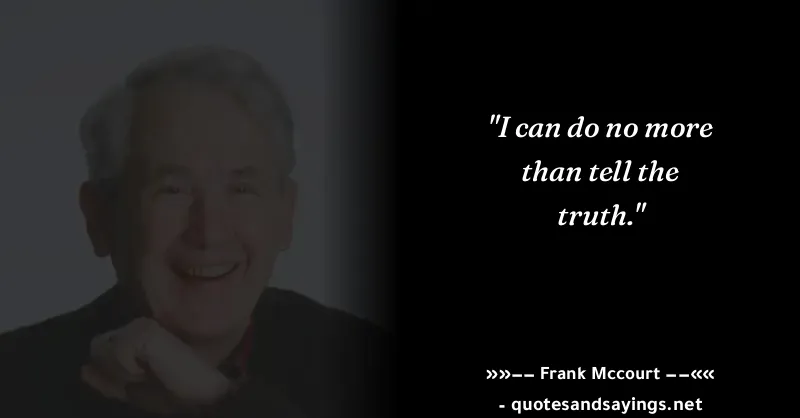 "I can do no more
than tell the
truth."
»»−− Frank Mccourt −−««
- quotesandsayings.net